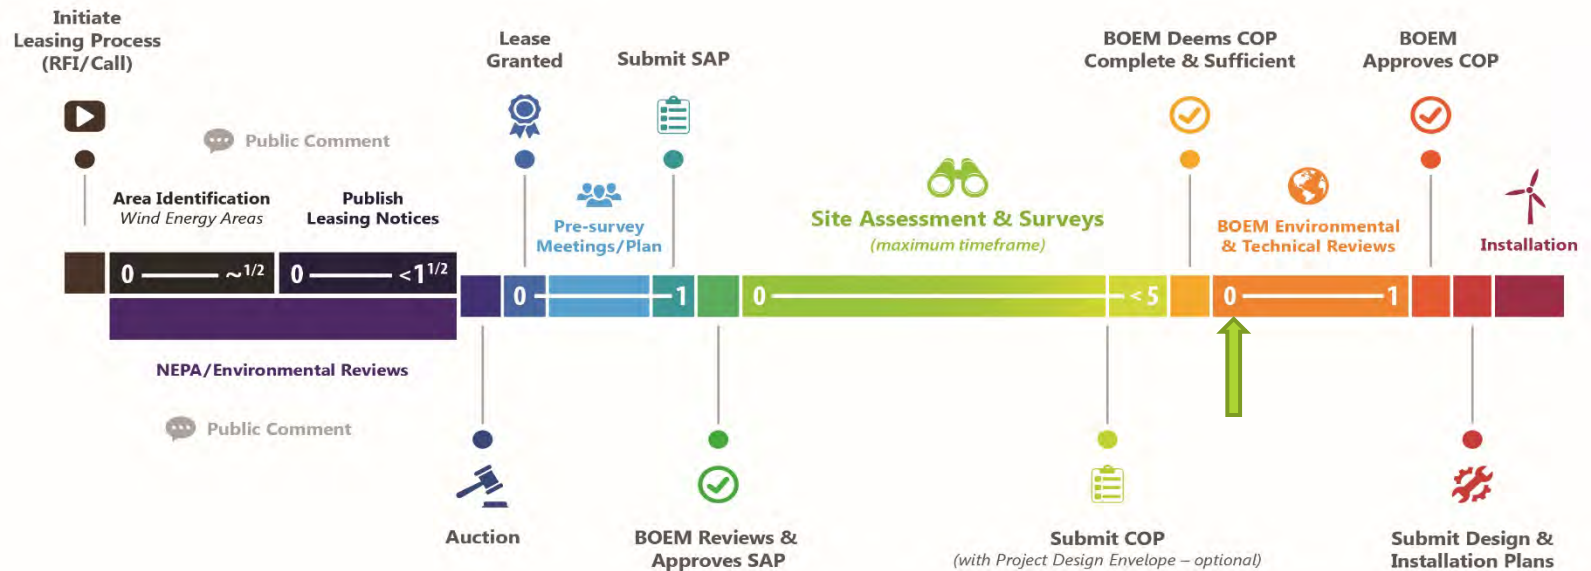 Initiate
Leasing Process
(RFI/Call)
Lease
Granted
Submit SAP
BOEM Deems COP
Complete & Sufficient
BOEM
Approves COP
Public Comment
Area Identification
Wind Energy Areas
Publish
Leasing Notices
Pre-survey
Meetings/Plan
Site Assessment & Surveys
(maximum timeframe)
BOEM Environmental
& Technical Reviews
Installation
0 ~1/2
0 <1 1/2
0 1
0 <5
0 1
NEPA/Environmental Reviews
Public Comment
Auction
BOEM Reviews &
Approves SAP
Submit COP
(with Project Design Envelope – optional)
Submit Design &
Installation Plans